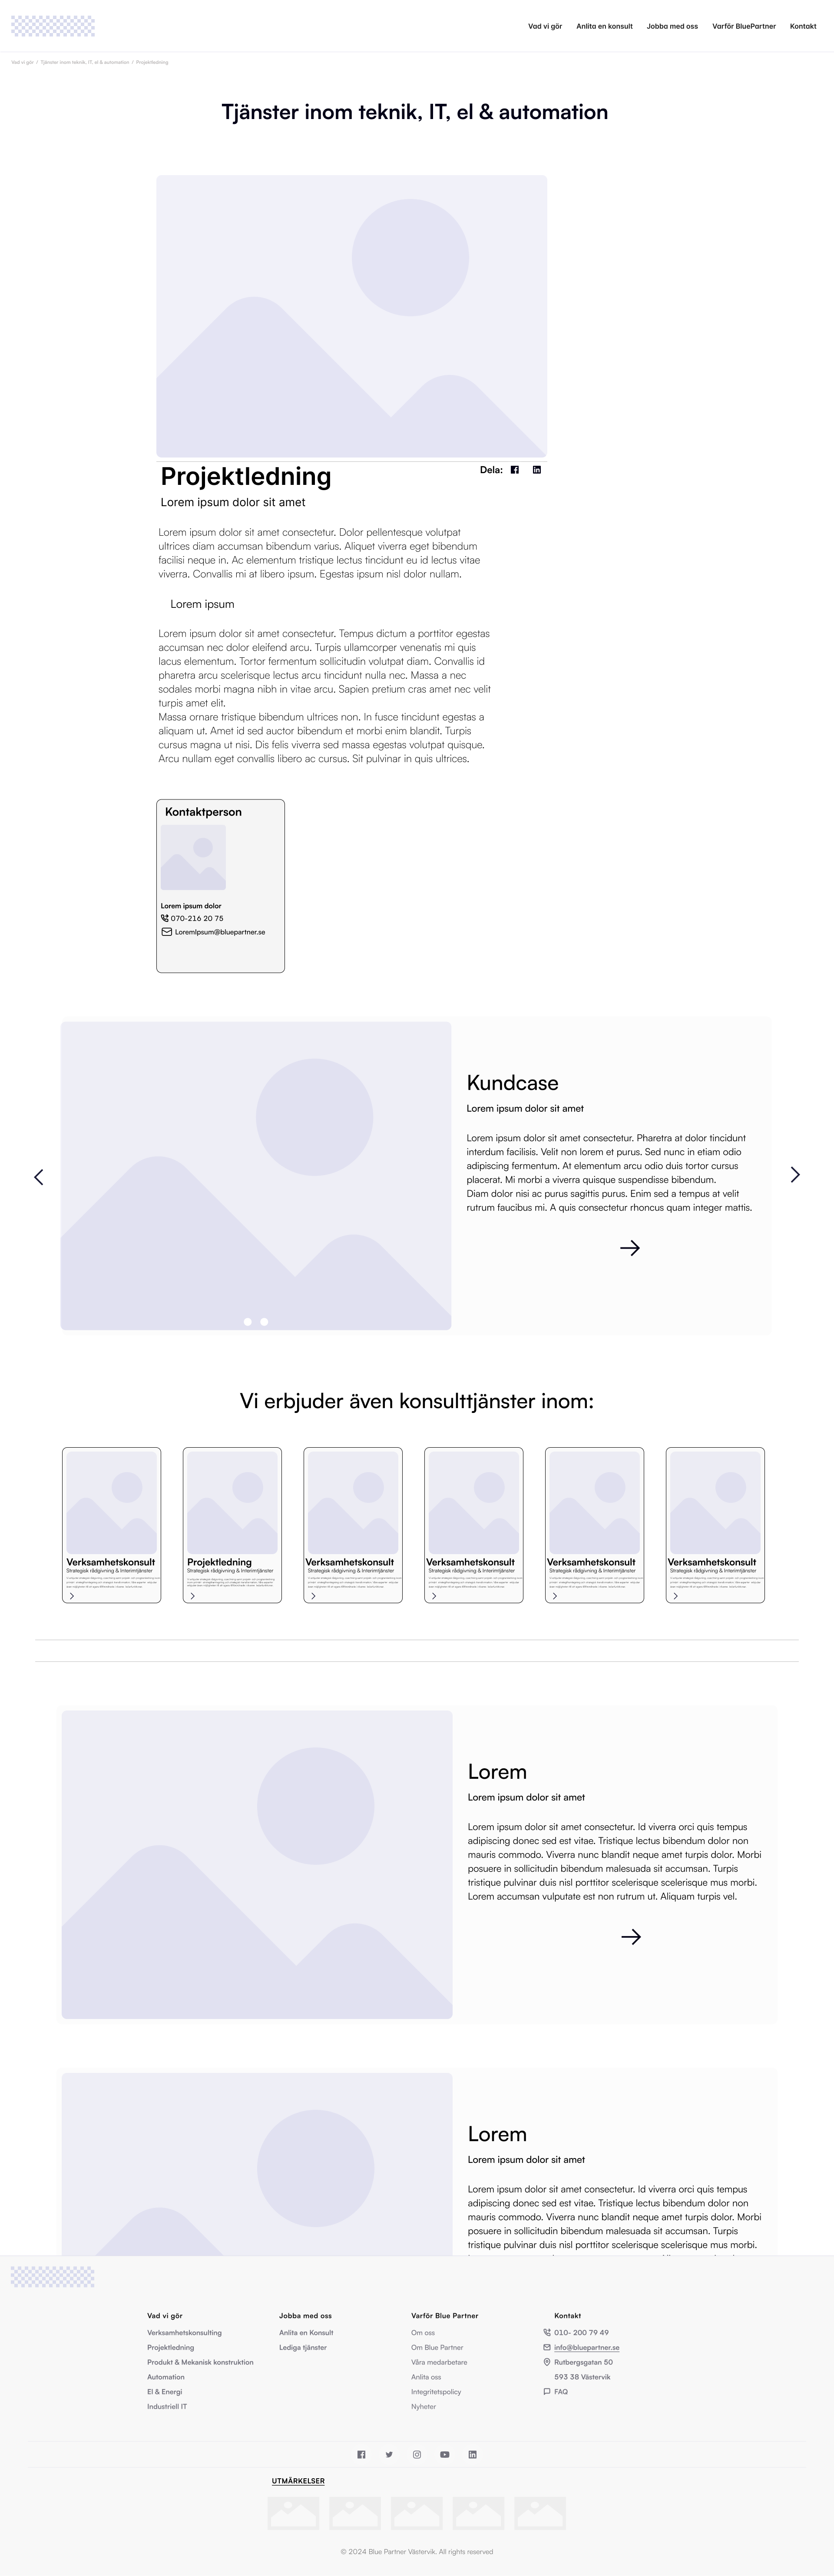 Vad vi gör
Anlita en konsult
Jobba med oss
Varför BluePartner
Kontakt
Vad vi gör / Tjänster inom teknik, IT, el & automation / Projektledning
Tjänster inom teknik, IT, el & automation
Projektledning
Dela:
Lorem ipsum dolor sit amet
Lorem ipsum dolor sit amet consectetur. Dolor pellentesque volutpat
ultrices diam accumsan bibendum varius. Aliquet viverra eget bibendum
facilisi neque in. Ac elementum tristique lectus tincidunt eu id lectus vitae
viverra. Convallis mi at libero ipsum. Egestas ipsum nisl dolor nullam.
Lorem ipsum
Lorem ipsum dolor sit amet consectetur. Tempus dictum a porttitor egestas
accumsan nec dolor eleifend arcu. Turpis ullamcorper venenatis mi quis
lacus elementum. Tortor fermentum sollicitudin volutpat diam. Convallis id
pharetra arcu scelerisque lectus arcu tincidunt nulla nec. Massa a nec
sodales morbi magna nibh in vitae arcu. Sapien pretium cras amet nec velit
turpis amet elit.
Massa ornare tristique bibendum ultrices non. In fusce tincidunt egestas a
aliquam ut. Amet id sed auctor bibendum et morbi enim blandit. Turpis
cursus magna ut nisi. Dis felis viverra sed massa egestas volutpat quisque.
Arcu nullam eget convallis libero ac cursus. Sit pulvinar in quis ultrices.
Kontaktperson
Lorem ipsum dolor
070-216 20 75
LoremIpsum@bluepartner.se
Kundcase
Lorem ipsum dolor sit amet
Lorem ipsum dolor sit amet consectetur. Pharetra at dolor tincidunt
interdum facilisis. Velit non lorem et purus. Sed nunc in etiam odio
adipiscing fermentum. At elementum arcu odio duis tortor cursus
placerat. Mi morbi a viverra quisque suspendisse bibendum.
Diam dolor nisi ac purus sagittis purus. Enim sed a tempus at velit
rutrum faucibus mi. A quis consectetur rhoncus quam integer mattis.
Vi erbjuder även konsulttjänster inom:
Verksamhetskonsult
Strategisk rådgivning & Interimtjänster
Projektledning
Strategisk rådgivning & Interimtjänster
Verksamhetskonsult
Strategisk rådgivning & Interimtjänster
Verksamhetskonsult
Strategisk rådgivning & Interimtjänster
Verksamhetskonsult
Strategisk rådgivning & Interimtjänster
Verksamhetskonsult
Strategisk rådgivning & Interimtjänster
Lorem
Lorem ipsum dolor sit amet
Lorem ipsum dolor sit amet consectetur. Id viverra orci quis tempus
adipiscing donec sed est vitae. Tristique lectus bibendum dolor non
mauris commodo. Viverra nunc blandit neque amet turpis dolor. Morbi
posuere in sollicitudin bibendum malesuada sit accumsan. Turpis
tristique pulvinar duis nisl porttitor scelerisque scelerisque mus morbi.
Lorem accumsan vulputate est non rutrum ut. Aliquam turpis vel.
Lorem
Lorem ipsum dolor sit amet
Lorem ipsum dolor sit amet consectetur. Id viverra orci quis tempus
adipiscing donec sed est vitae. Tristique lectus bibendum dolor non
mauris commodo. Viverra nunc blandit neque amet turpis dolor. Morbi
posuere in sollicitudin bibendum malesuada sit accumsan. Turpis
tristique pulvinar duis nisl porttitor scelerisque scelerisque mus morbi.
Vad vi gör
Verksamhetskonsulting
Projektledning
Produkt & Mekanisk konstruktion
Automation
El & Energi
Industriell IT
Jobba med oss
Anlita en Konsult
Lediga tjänster
Varför Blue Partner
Om oss
Om Blue Partner
Våra medarbetare
Anlita oss
Integritetspolicy
Nyheter
Kontakt
010- 200 79 49
info@bluepartner.se
Rutbergsgatan 50
593 38 Västervik
FAQ
UTMÄRKELSER
© 2024 Blue Partner Västervik. All rights reserved